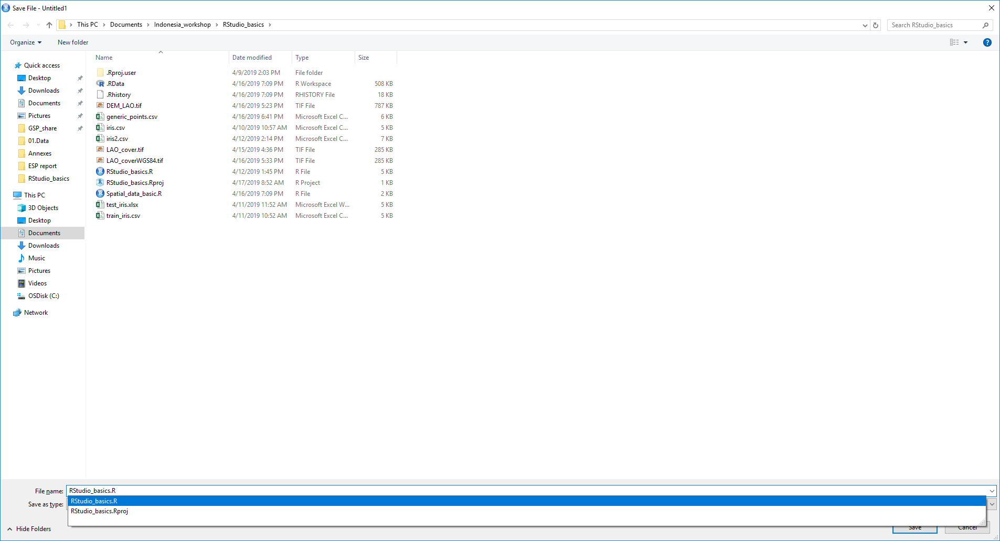 Save File - Untitled1
This PC > Documents > Indonesia_workshop > RStudio_basics >
Search RStudio_basics
Organize New folder
Name Date modified Type Size
Quick access
Desktop
Downloads
Documents
Pictures
GSP_share
01.Data
Annexes
ESP report
RStudio_basics
This PC
3D Objects
Desktop
Documents
Downloads
Music
Pictures
Videos
OSDisk (C:)
Network
.Rproj.user 4/9/2019 2:03 PM File folder
.RData 4/16/2019 7:09 PM R Workspace 508 KB
.Rhistory 4/16/2019 7:09 PM RHISTORY File 18 KB
DEM_LAO.tif 4/16/2019 5:23 PM TIF File 787 KB
generic_points.csv 4/16/2019 6:41 PM Microsoft Excel C... 6 KB
iris.csv 4/10/2019 10:57 AM Microsoft Excel C... 5 KB
iris2.csv 4/12/2019 2:14 PM Microsoft Excel C... 7 KB
LAO_cover.tif 4/15/2019 4:36 PM TIF File 285 KB
LAO_coverWGS84.tif 4/16/2019 5:33 PM TIF File 285 KB
RStudio_basics.R 4/12/2019 1:45 PM R File 5 KB
RStudio_basics.Rproj 4/17/2019 8:52 AM R Project 1 KB
Spatial_data_basic.R 4/16/2019 7:09 PM R File 2 KB
test_iris.xlsx 4/11/2019 11:52 AM Microsoft Excel W... 5 KB
train_iris.csv 4/11/2019 10:52 AM Microsoft Excel C... 5 KB
File name: RStudio_basics.R
RStudio_basics.R
Save as type:
RStudio_basics.Rproj
Hide Folders
Save Cancel